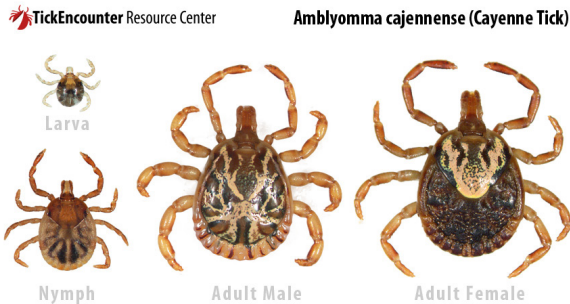 TickEncounter Resource Center
Amblyomma cajennense (Cayenne Tick)
Larva
Nymph
Adult Male
Adult Female